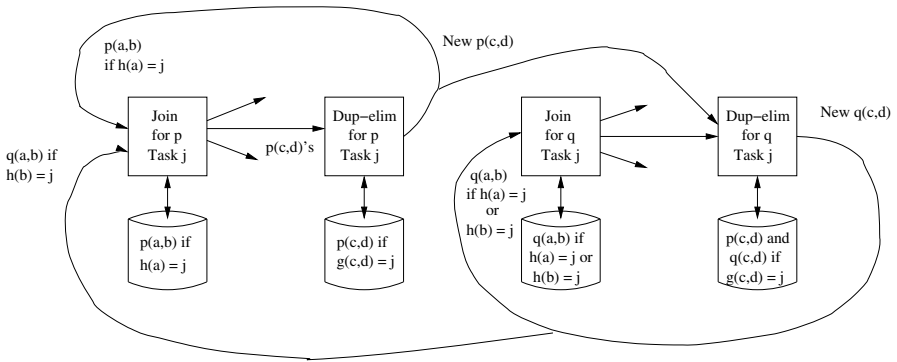 p(a,b)
if h(a) = j
New p(c,d)
Join
for p
Task j
Dup−elim
for p
Task j
p(c,d)'s
Join
for q
Task j
Dup−elim
for q
Task j
New q(c,d)
q(a,b) if
h(b) = j
q(a,b)
if h(a) = j
or
h(b) = j
p(a,b) if
h(a) = j
p(c,d) if
g(c,d) = j
q(a,b) if
h(a) = j or
h(b) = j
p(c,d) and
q(c,d) if
g(c,d) = j